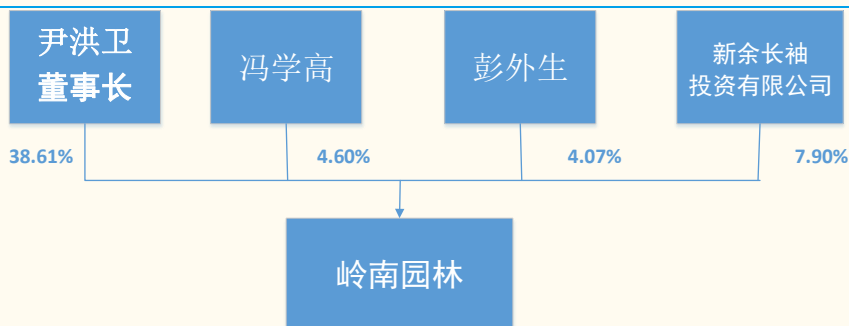 尹洪卫
董事长
冯学高
彭外生
新余长袖
投资有限公司
38.61%
4.60%
4.07%
7.90%
岭南园林